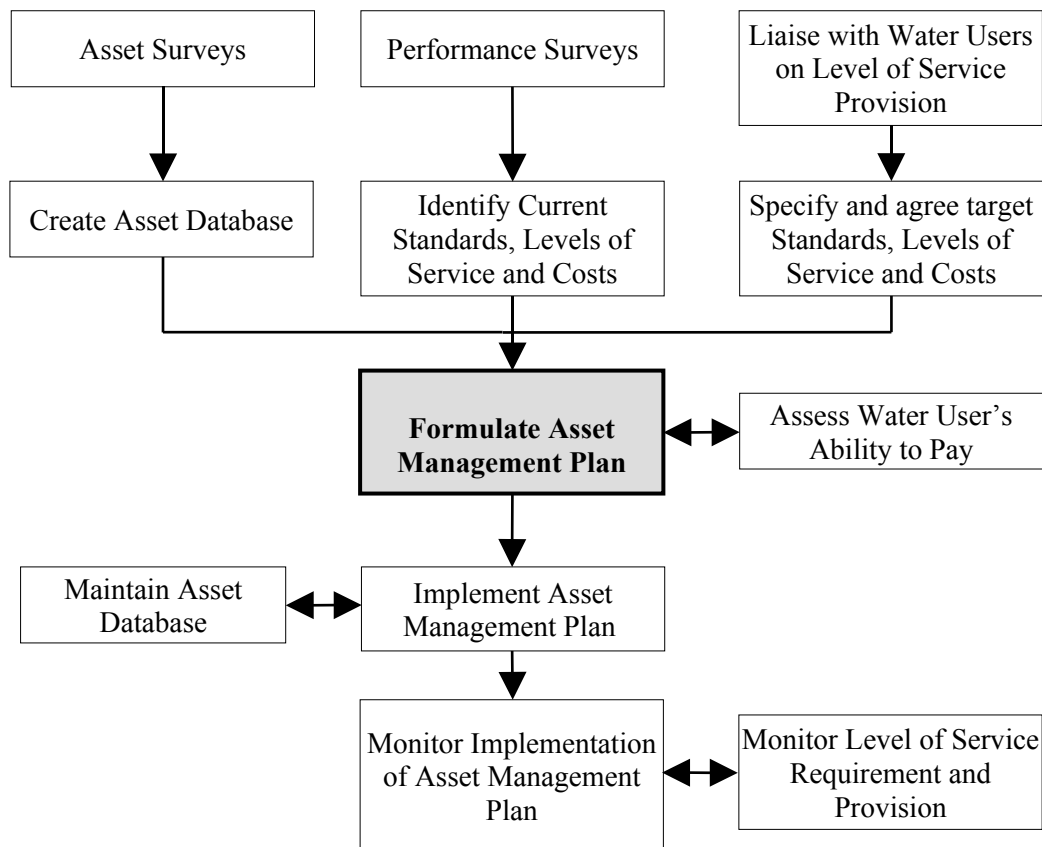 Asset Surveys
Performance Surveys
Liaise with Water Users
on Level of Service
Provision
Create Asset Database
Identify Current
Standards, Levels of
Service and Costs
Specify and agree target
Standards, Levels of
Service and Costs
Formulate Asset
Management Plan
Assess Water User’s
Ability to Pay
Maintain Asset
Database
Implement Asset
Management Plan
Monitor Implementation
of Asset Management
Plan
Monitor Level of Service
Requirement and
Provision